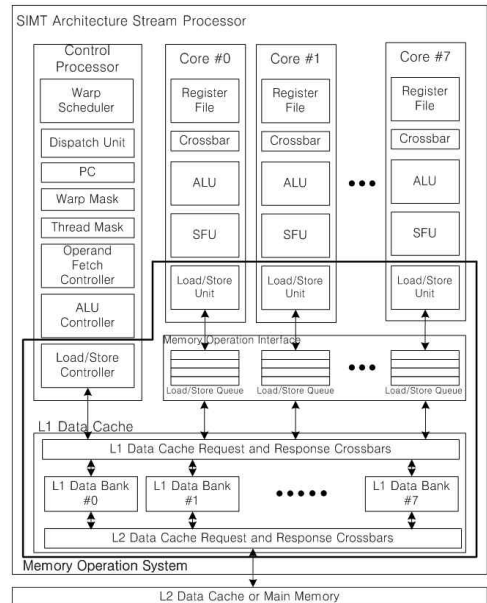 SIMT Architecture Stream Processor
Control
Processor
Warp
Scheduler
Dispatch Unit
PC
Warp Mask
Thread Mask
Operand
Fetch
Controller
ALU
Controller
Load/Store
Controller
Core #0
Register
File
Crossbar
ALU
SFU
Load/Store
Unit
Core #1
Register
File
Crossbar
ALU
SFU
Load/Store
Unit
Core #7
Register
File
Crossbar
ALU
SFU
Load/Store
Unit
Memory Operation Interface
Load/Store Queue
Load/Store Queue
Load/Store Queue
L1 Data Cache
L1 Data Cache Request and Response Crossbars
L1 Data Bank
#0
L1 Data Bank
#1
L1 Data Bank
#7
L2 Data Cache Request and Response Crossbars
Memory Operation System
L2 Data Cache or Main Memory